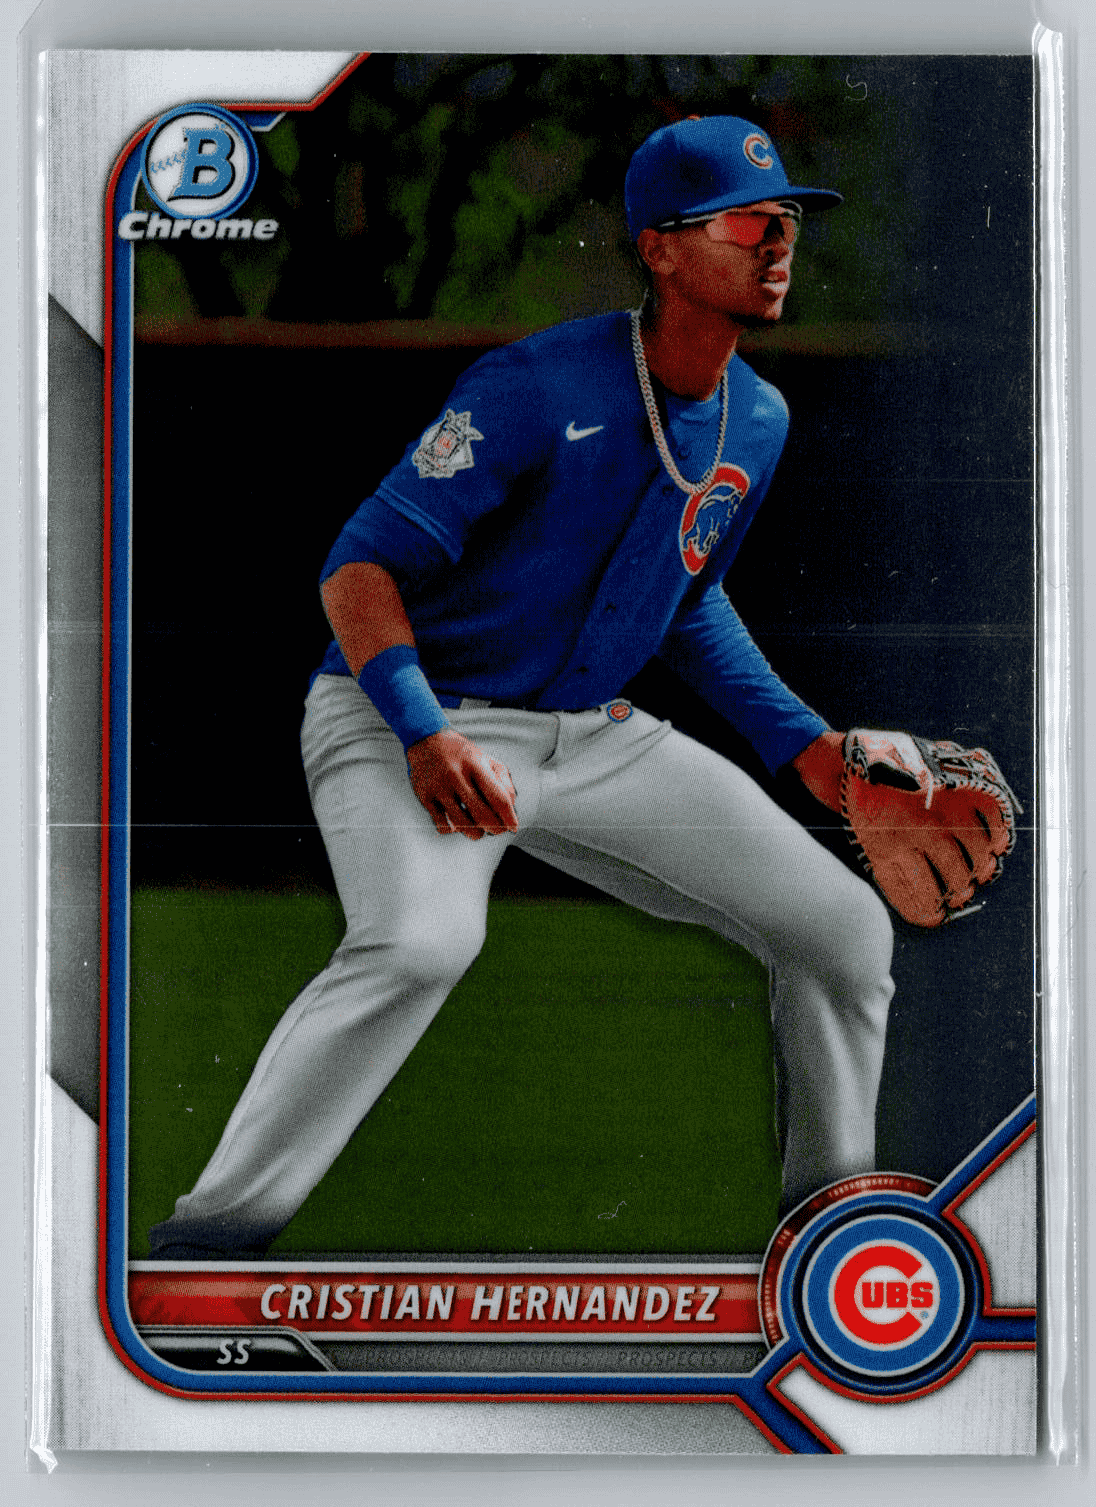 B
Chrome
C
CRISTIAN HERNANDEZ
SS
PROSPECTS // PROSPECTS // PROSPECTS //
CUBS
®